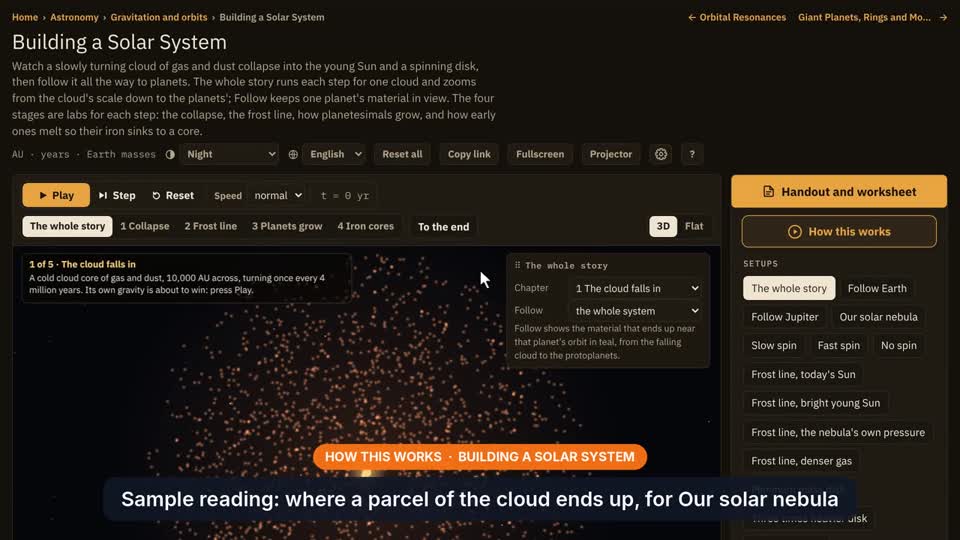 Home › Astronomy › Gravitation and orbits › Building a Solar System
← Orbital Resonances Giant Planets, Rings and Mo... →
Building a Solar System
Watch a slowly turning cloud of gas and dust collapse into the young Sun and a spinning disk,
then follow it all the way to planets. The whole story runs each step for one cloud and zooms
from the cloud's scale down to the planets'; Follow keeps one planet's material in view. The four
stages are labs for each step: the collapse, the frost line, how planetesimals grow, and how early
ones melt so their iron sinks to a core.
AU · years · Earth masses Night English Reset all Copy link Fullscreen Projector ?
Play Step Reset Speed normal t = 0 yr
The whole story 1 Collapse 2 Frost line 3 Planets grow 4 Iron cores To the end 3D Flat
1 of 5 · The cloud falls in
A cold cloud core of gas and dust, 10,000 AU across, turning once every 4
million years. Its own gravity is about to win: press Play.
The whole story
Chapter 1 The cloud falls in
Follow the whole system
Follow shows the material that ends up near
that planet's orbit in teal, from the falling
cloud to the protoplanets.
Handout and worksheet
How this works
SETUPS
The whole story Follow Earth
Follow Jupiter Our solar nebula
Slow spin Fast spin No spin
Frost line, today's Sun
Frost line, bright young Sun
Frost line, the nebula's own pressure
Frost line, denser gas
Three times heavier disk
HOW THIS WORKS · BUILDING A SOLAR SYSTEM
Sample reading: where a parcel of the cloud ends up, for Our solar nebula